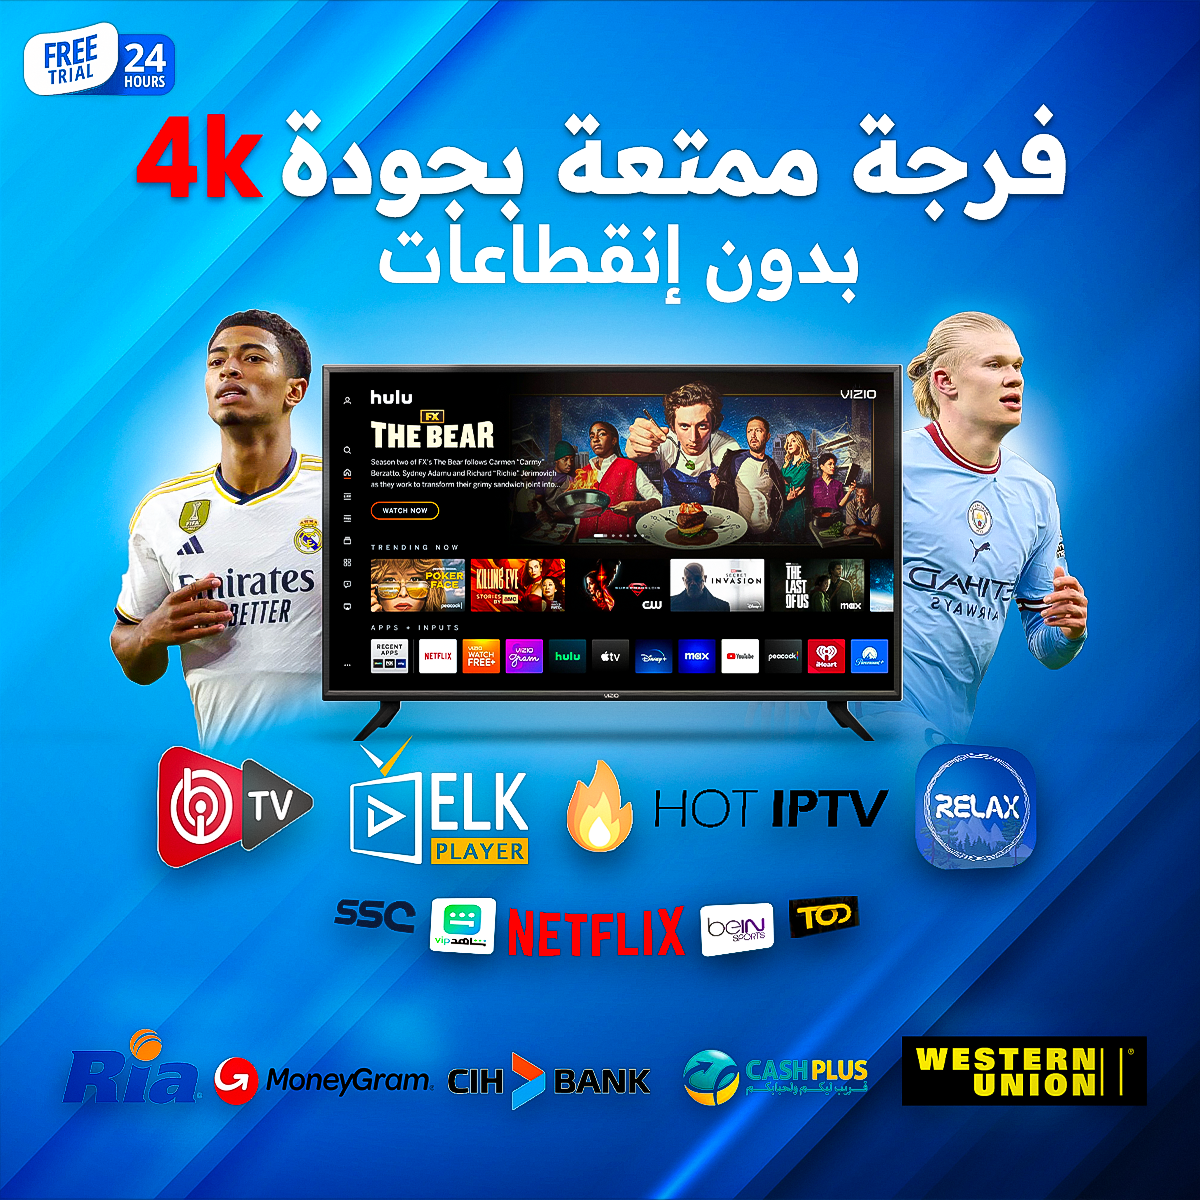 FREE
TRIAL
24
HOURS
فرجة ممتعة بجودة 4k
بدون إنقطاعات
hulu
VIZIO
FX
THE BEAR
Season two of FX's The Bear follows Carmen "Carmy"
Berzatto, Sydney Adamu and Richard "Richie" Jerimovich
as they work to transform their grimy sandwich joint into...
WATCH NOW
TRENDING NOW
POKER
FACE
peacock
KILLING EVE
STORIES
BY
amc
CW
SECRET
INVASION
Disney+
THE
LAST
OF US
max
APPS + INPUTS
RECENT
APPS
NETFLIX
VIZIO
WATCH
FREE+
VIZIO
gram
hulu
tv
Disney+
max
YouTube
peacock
iHeart
Paramount+
VIZIO
FIFA
Emirates
BETTER
ETIHAD
AIRWAYS
TV
ELK
PLAYER
HOT IPTV
RELAX
SSC
شاهد vip
NETFLIX
beIN
SPORTS
TOD
Ria
MoneyGram
CIH BANK
CASH PLUS
قريب ليكم ولحبابكم
WESTERN
UNION